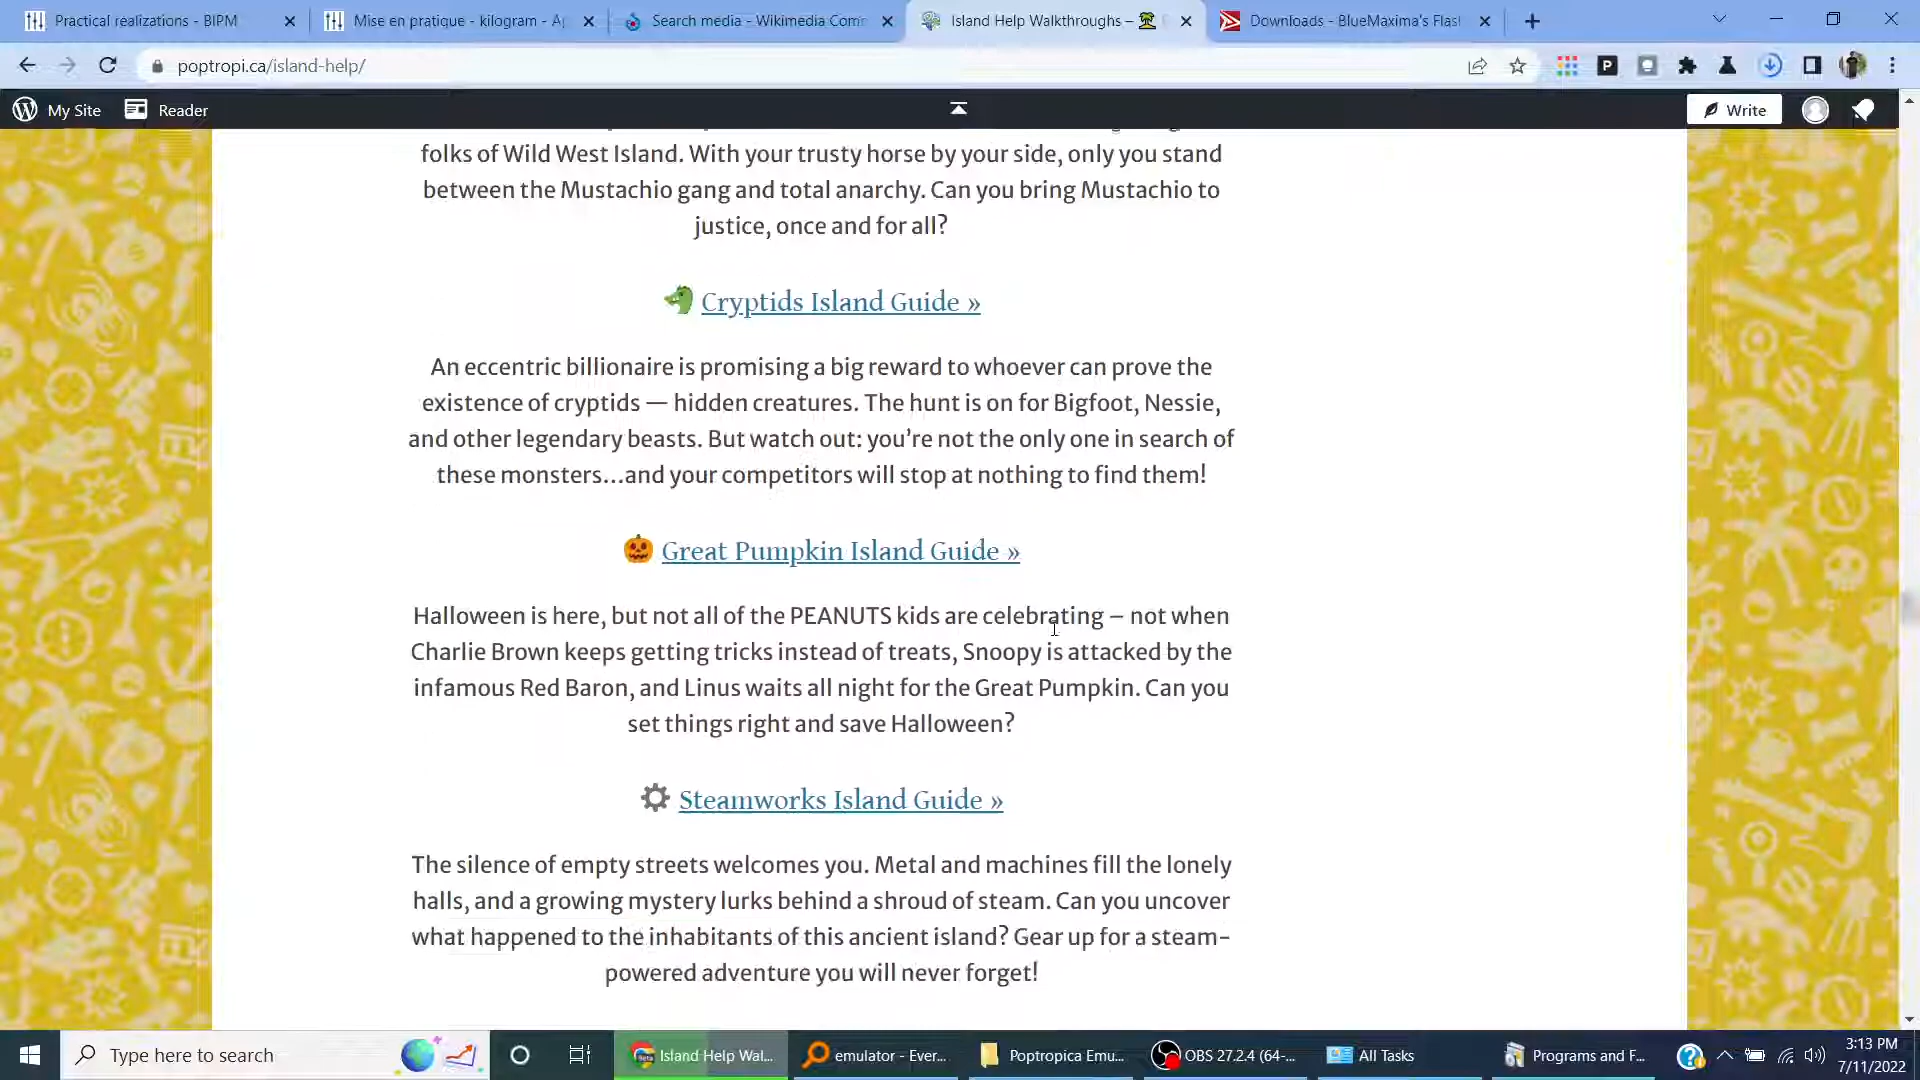 Practical realizations - BIPM
Mise en pratique - kilogram - A
Search media - Wikimedia Com
Island Help Walkthroughs – 🏝
Downloads - BlueMaxima's Flas
poptropi.ca/island-help/
My Site
Reader
Write
folks of Wild West Island. With your trusty horse by your side, only you stand
between the Mustachio gang and total anarchy. Can you bring Mustachio to
justice, once and for all?
Cryptids Island Guide »
An eccentric billionaire is promising a big reward to whoever can prove the
existence of cryptids — hidden creatures. The hunt is on for Bigfoot, Nessie,
and other legendary beasts. But watch out: you’re not the only one in search of
these monsters…and your competitors will stop at nothing to find them!
Great Pumpkin Island Guide »
Halloween is here, but not all of the PEANUTS kids are celebrating – not when
Charlie Brown keeps getting tricks instead of treats, Snoopy is attacked by the
infamous Red Baron, and Linus waits all night for the Great Pumpkin. Can you
set things right and save Halloween?
Steamworks Island Guide »
The silence of empty streets welcomes you. Metal and machines fill the lonely
halls, and a growing mystery lurks behind a shroud of steam. Can you uncover
what happened to the inhabitants of this ancient island? Gear up for a steam-
powered adventure you will never forget!
Type here to search
Island Help Wal...
emulator - Ever...
Poptropica Emu...
OBS 27.2.4 (64-...
All Tasks
Programs and F...
3:13 PM
7/11/2022